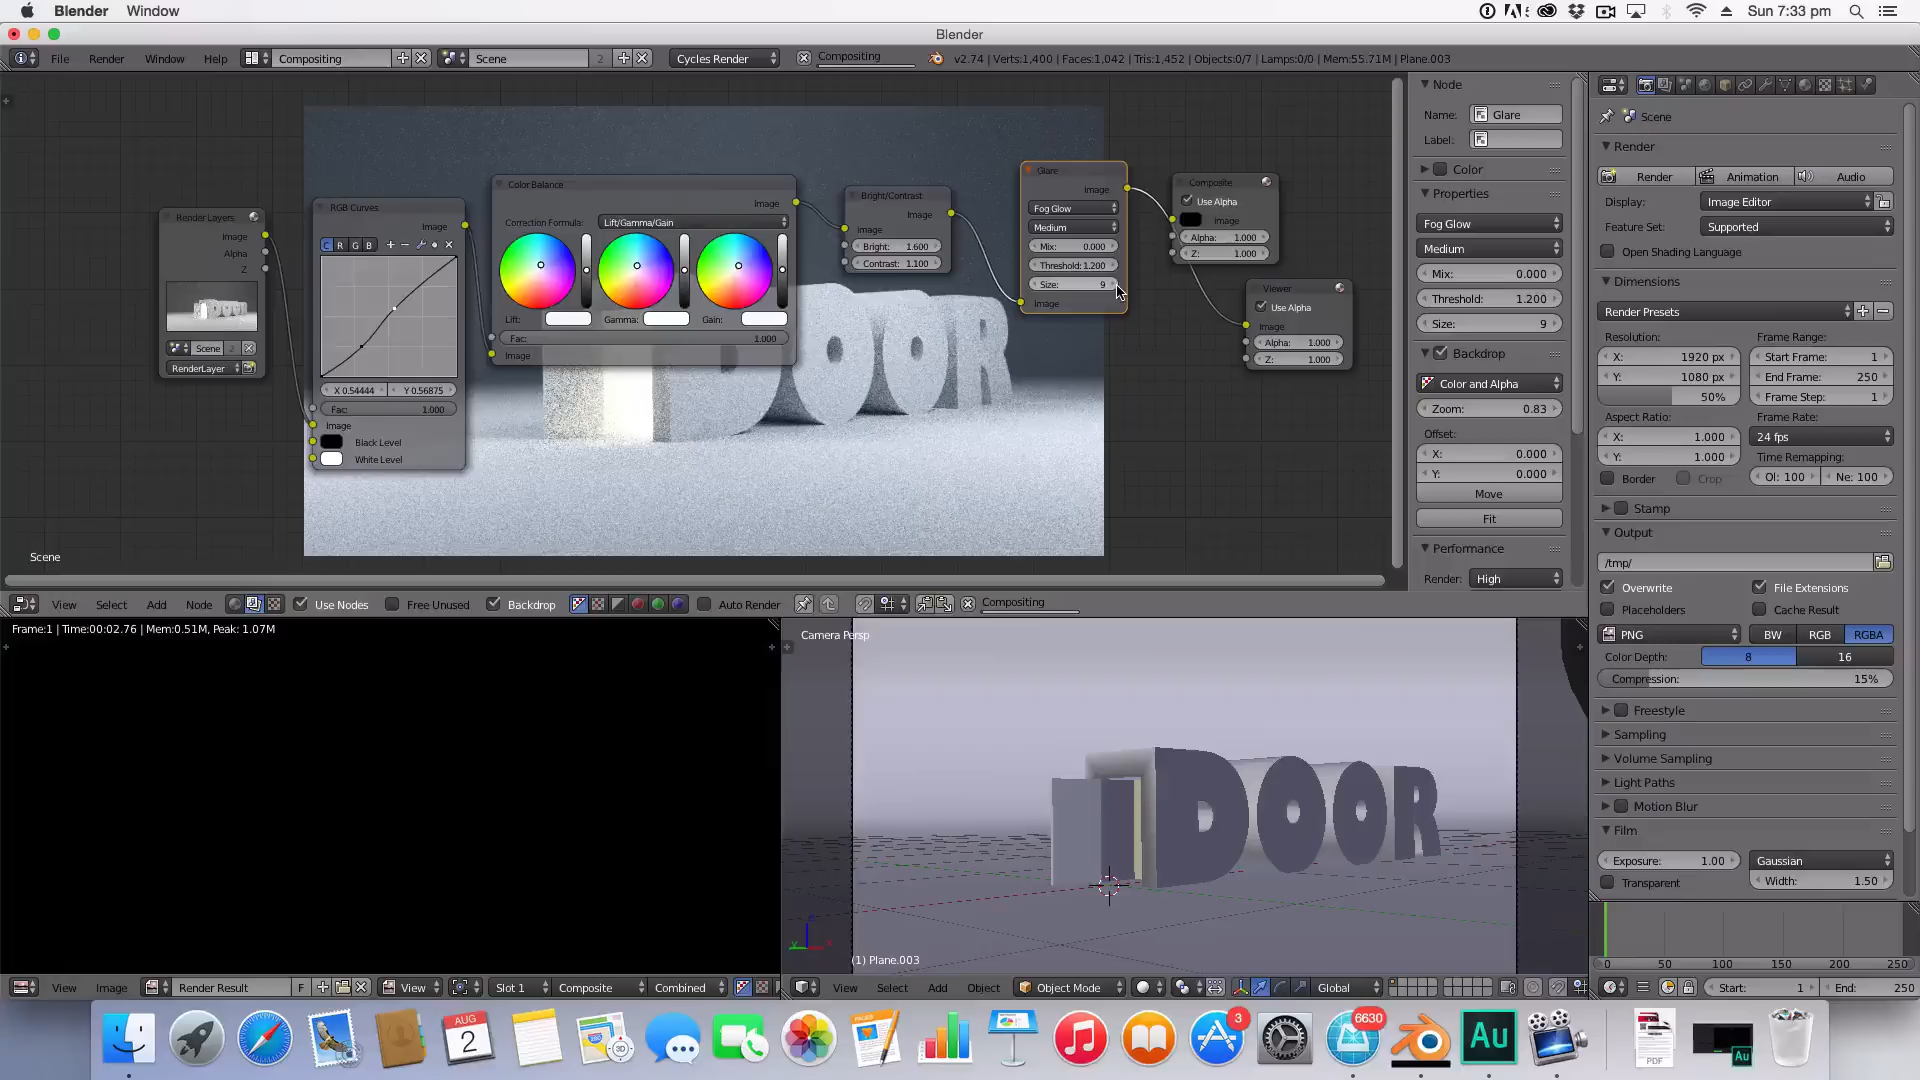 Blender Window
Sun 7:33 pm
Blender
File Render Window Help Compositing Scene 2 Cycles Render Compositing v2.74 | Verts:1,400 | Faces:1,042 | Tris:1,452 | Objects:0/7 | Lamps:0/0 | Mem:55.71M | Plane.003
Render Layers
Image
Alpha
Z
Scene 2
RenderLayer
RGB Curves
Image
C R G B
X 0.54444 Y 0.56875
Fac: 1.000
Image
Black Level
White Level
Color Balance
Image
Correction Formula: Lift/Gamma/Gain
Lift: Gamma: Gain:
Fac: 1.000
Image
Bright/Contrast
Image
Image
Bright: 1.600
Contrast: 1.100
Glare
Image
Fog Glow
Medium
Mix: 0.000
Threshold: 1.200
Size: 9
Image
Composite
Use Alpha
Image
Alpha: 1.000
Z: 1.000
Viewer
Use Alpha
Image
Alpha: 1.000
Z: 1.000
DOOR
Scene
Node
Name: Glare
Label:
Color
Properties
Fog Glow
Medium
Mix: 0.000
Threshold: 1.200
Size: 9
Backdrop
Color and Alpha
Zoom: 0.83
Offset:
X: 0.000
Y: 0.000
Move
Fit
Performance
Render: High
Scene
Render
Render Animation Audio
Display: Image Editor
Feature Set: Supported
Open Shading Language
Dimensions
Render Presets
Resolution: Frame Range:
X: 1920 px Start Frame: 1
Y: 1080 px End Frame: 250
50% Frame Step: 1
Aspect Ratio: Frame Rate:
X: 1.000 24 fps
Y: 1.000 Time Remapping:
Border Crop Ol: 100 Ne: 100
Stamp
Output
/tmp/
Overwrite File Extensions
Placeholders Cache Result
PNG BW RGB RGBA
Color Depth: 8 16
Compression: 15%
Freestyle
Sampling
Volume Sampling
Light Paths
Motion Blur
Film
Exposure: 1.00 Gaussian
Transparent Width: 1.50
View Select Add Node Use Nodes Free Unused Backdrop Auto Render Compositing
Frame:1 | Time:00:02.76 | Mem:0.51M, Peak: 1.07M
Camera Persp
DOOR
(1) Plane.003
0 50 100 150 200 250
View Image Render Result F View Slot 1 Composite Combined
View Select Add Object Object Mode Global
Start: 1 End: 250
AUG
2
3
6630
Au
PDF
Au